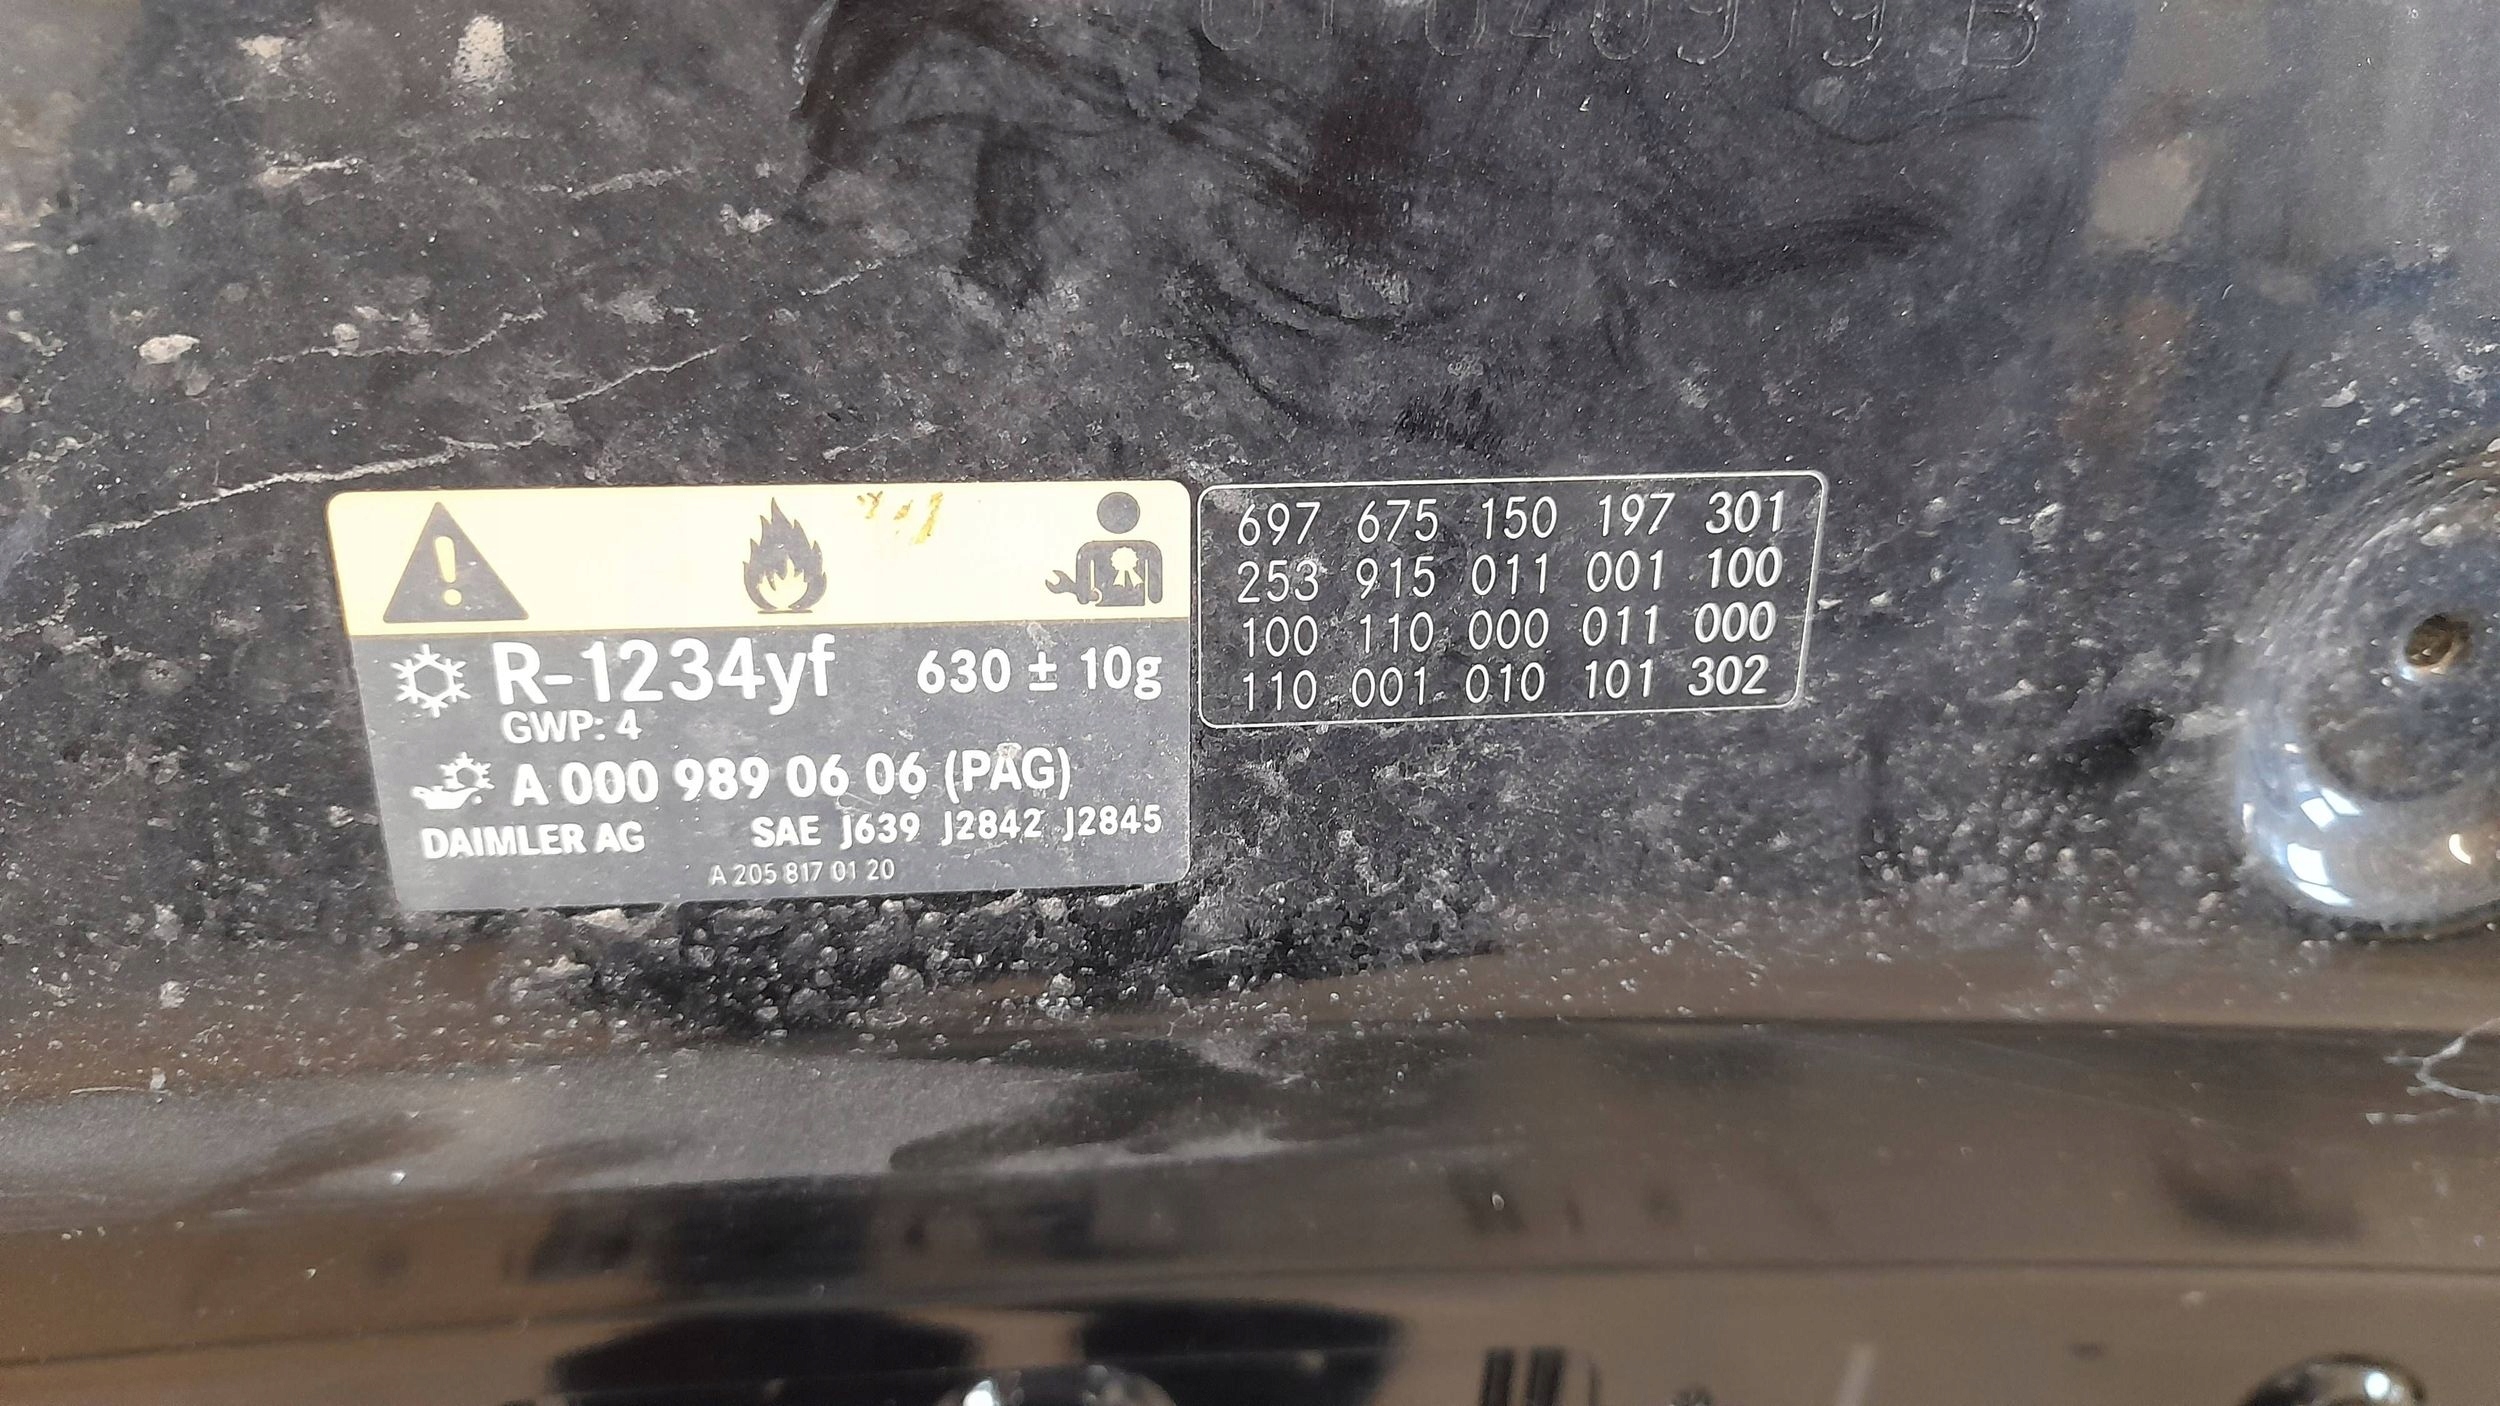 R-1234yf 630 ± 10g
GWP: 4
A 000 989 06 06 (PAG)
DAIMLER AG SAE J639 J2842 J2845
A 205 817 01 20
697 675 150 197 301
253 915 011 001 100
100 110 000 011 000
110 001 010 101 302